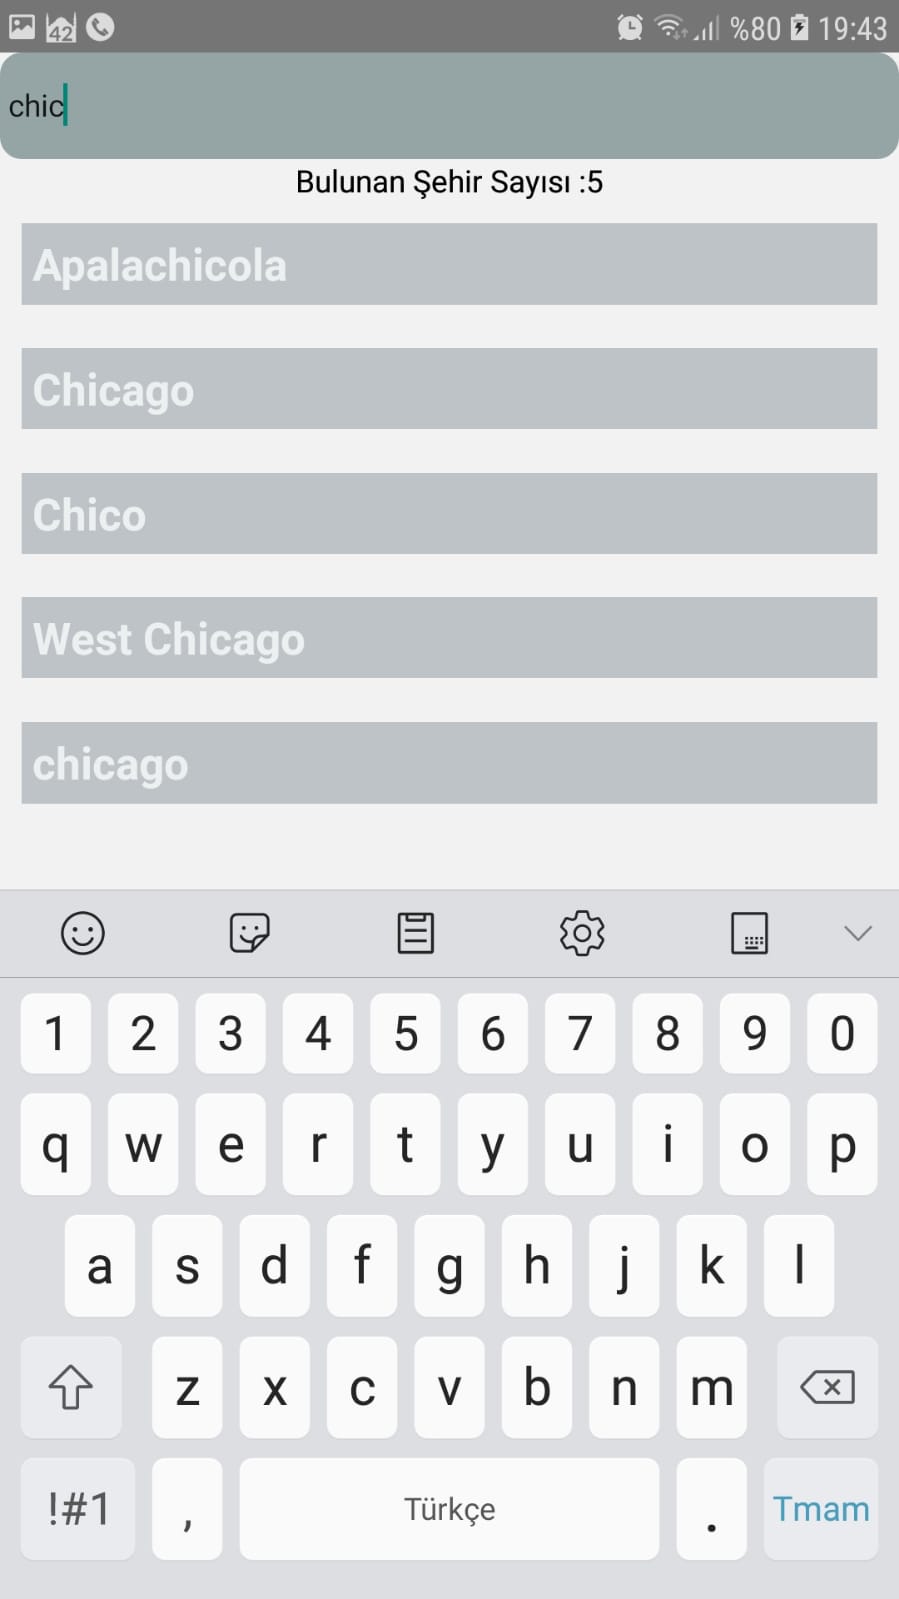 42 %80 19:43
chic
Bulunan Şehir Sayısı :5
Apalachicola
Chicago
Chico
West Chicago
chicago
1 2 3 4 5 6 7 8 9 0
q w e r t y u i o p
a s d f g h j k l
z x c v b n m
!#1 , Türkçe . Tmam